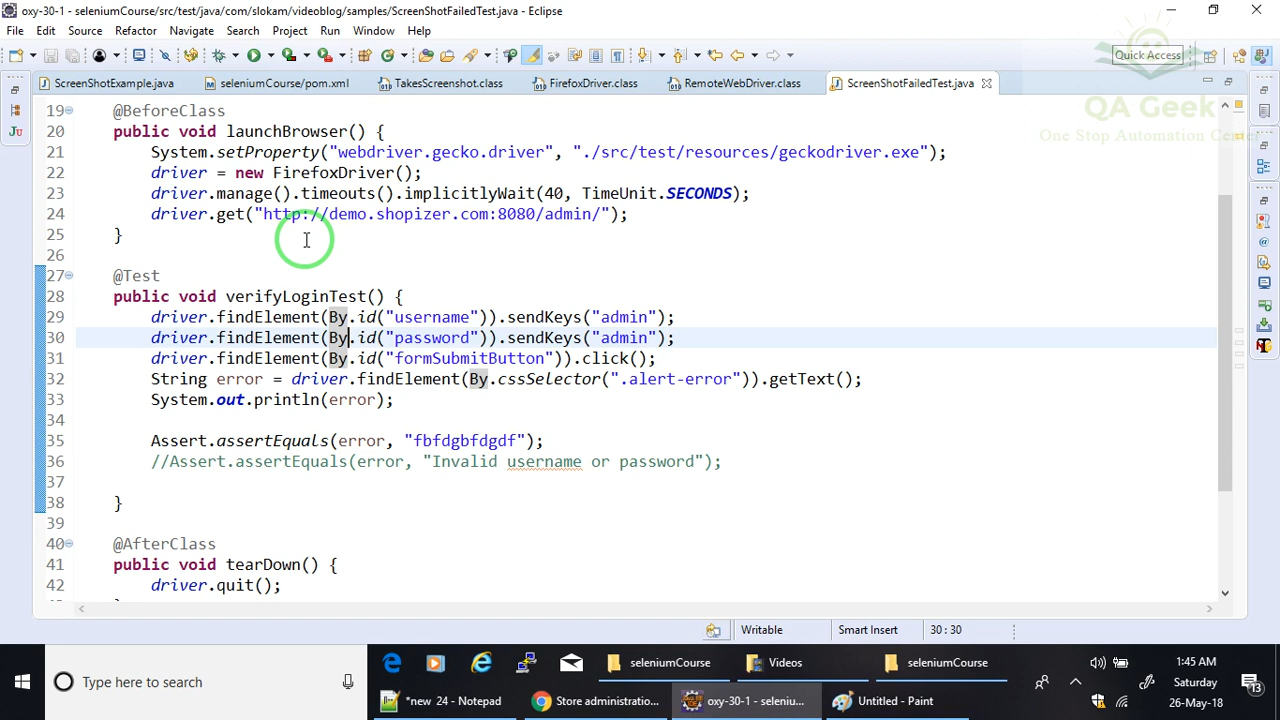 oxy-30-1 - seleniumCourse/src/test/java/com/slokam/videoblog/samples/ScreenShotFailedTest.java - Eclipse
File Edit Source Refactor Navigate Search Project Run Window Help
Quick Access
ScreenShotExample.java seleniumCourse/pom.xml TakesScreenshot.class FirefoxDriver.class RemoteWebDriver.class ScreenShotFailedTest.java
QA Geek
One Stop Automation Center
19 @BeforeClass
20 public void launchBrowser() {
21 System.setProperty("webdriver.gecko.driver", "./src/test/resources/geckodriver.exe");
22 driver = new FirefoxDriver();
23 driver.manage().timeouts().implicitlyWait(40, TimeUnit.SECONDS);
24 driver.get("http://demo.shopizer.com:8080/admin/");
25 }
26
27 @Test
28 public void verifyLoginTest() {
29 driver.findElement(By.id("username")).sendKeys("admin");
30 driver.findElement(By.id("password")).sendKeys("admin");
31 driver.findElement(By.id("formSubmitButton")).click();
32 String error = driver.findElement(By.cssSelector(".alert-error")).getText();
33 System.out.println(error);
34
35 Assert.assertEquals(error, "fbfdgbfdgdf");
36 //Assert.assertEquals(error, "Invalid username or password");
37
38 }
39
40 @AfterClass
41 public void tearDown() {
42 driver.quit();
Writable Smart Insert 30 : 30
Type here to search
seleniumCourse Videos seleniumCourse
*new 24 - Notepad Store administratio... oxy-30-1 - seleniu... Untitled - Paint
1:45 AM
Saturday
26-May-18
13